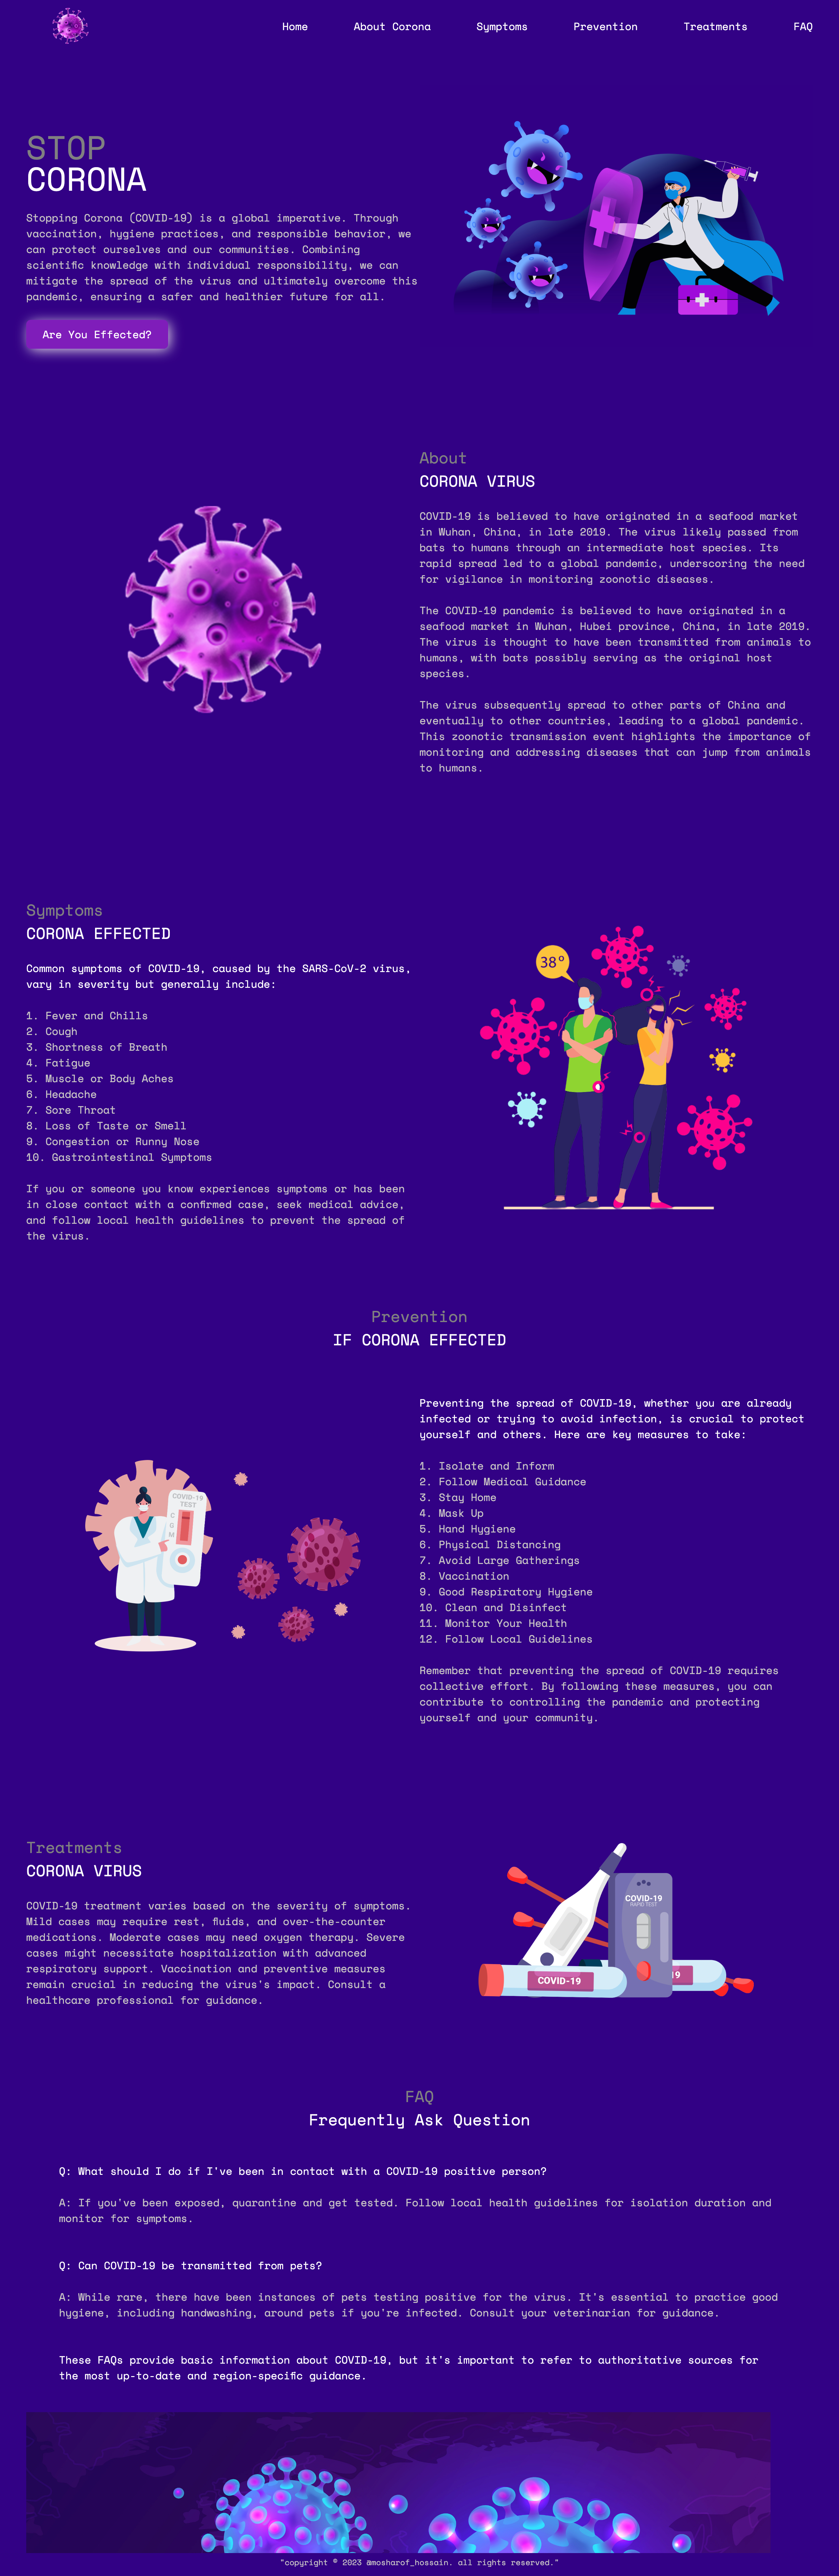 Home About Corona Symptoms Prevention Treatments FAQ
STOP
CORONA
Stopping Corona (COVID-19) is a global imperative. Through
vaccination, hygiene practices, and responsible behavior, we
can protect ourselves and our communities. Combining
scientific knowledge with individual responsibility, we can
mitigate the spread of the virus and ultimately overcome this
pandemic, ensuring a safer and healthier future for all.
Are You Effected?
About
CORONA VIRUS
COVID-19 is believed to have originated in a seafood market
in Wuhan, China, in late 2019. The virus likely passed from
bats to humans through an intermediate host species. Its
rapid spread led to a global pandemic, underscoring the need
for vigilance in monitoring zoonotic diseases.
The COVID-19 pandemic is believed to have originated in a
seafood market in Wuhan, Hubei province, China, in late 2019.
The virus is thought to have been transmitted from animals to
humans, with bats possibly serving as the original host
species.
The virus subsequently spread to other parts of China and
eventually to other countries, leading to a global pandemic.
This zoonotic transmission event highlights the importance of
monitoring and addressing diseases that can jump from animals
to humans.
Symptoms
CORONA EFFECTED
Common symptoms of COVID-19, caused by the SARS-CoV-2 virus,
vary in severity but generally include:
1. Fever and Chills
2. Cough
3. Shortness of Breath
4. Fatigue
5. Muscle or Body Aches
6. Headache
7. Sore Throat
8. Loss of Taste or Smell
9. Congestion or Runny Nose
10. Gastrointestinal Symptoms
If you or someone you know experiences symptoms or has been
in close contact with a confirmed case, seek medical advice,
and follow local health guidelines to prevent the spread of
the virus.
38°
Prevention
IF CORONA EFFECTED
COVID-19
TEST
C
G
M
Preventing the spread of COVID-19, whether you are already
infected or trying to avoid infection, is crucial to protect
yourself and others. Here are key measures to take:
1. Isolate and Inform
2. Follow Medical Guidance
3. Stay Home
4. Mask Up
5. Hand Hygiene
6. Physical Distancing
7. Avoid Large Gatherings
8. Vaccination
9. Good Respiratory Hygiene
10. Clean and Disinfect
11. Monitor Your Health
12. Follow Local Guidelines
Remember that preventing the spread of COVID-19 requires
collective effort. By following these measures, you can
contribute to controlling the pandemic and protecting
yourself and your community.
Treatments
CORONA VIRUS
COVID-19 treatment varies based on the severity of symptoms.
Mild cases may require rest, fluids, and over-the-counter
medications. Moderate cases may need oxygen therapy. Severe
cases might necessitate hospitalization with advanced
respiratory support. Vaccination and preventive measures
remain crucial in reducing the virus's impact. Consult a
healthcare professional for guidance.
COVID-19
RAPID TEST
COVID-19
19
FAQ
Frequently Ask Question
Q: What should I do if I've been in contact with a COVID-19 positive person?
A: If you've been exposed, quarantine and get tested. Follow local health guidelines for isolation duration and
monitor for symptoms.
Q: Can COVID-19 be transmitted from pets?
A: While rare, there have been instances of pets testing positive for the virus. It's essential to practice good
hygiene, including handwashing, around pets if you're infected. Consult your veterinarian for guidance.
These FAQs provide basic information about COVID-19, but it's important to refer to authoritative sources for
the most up-to-date and region-specific guidance.
"copyright © 2023 @mosharof_hossain. all rights reserved."